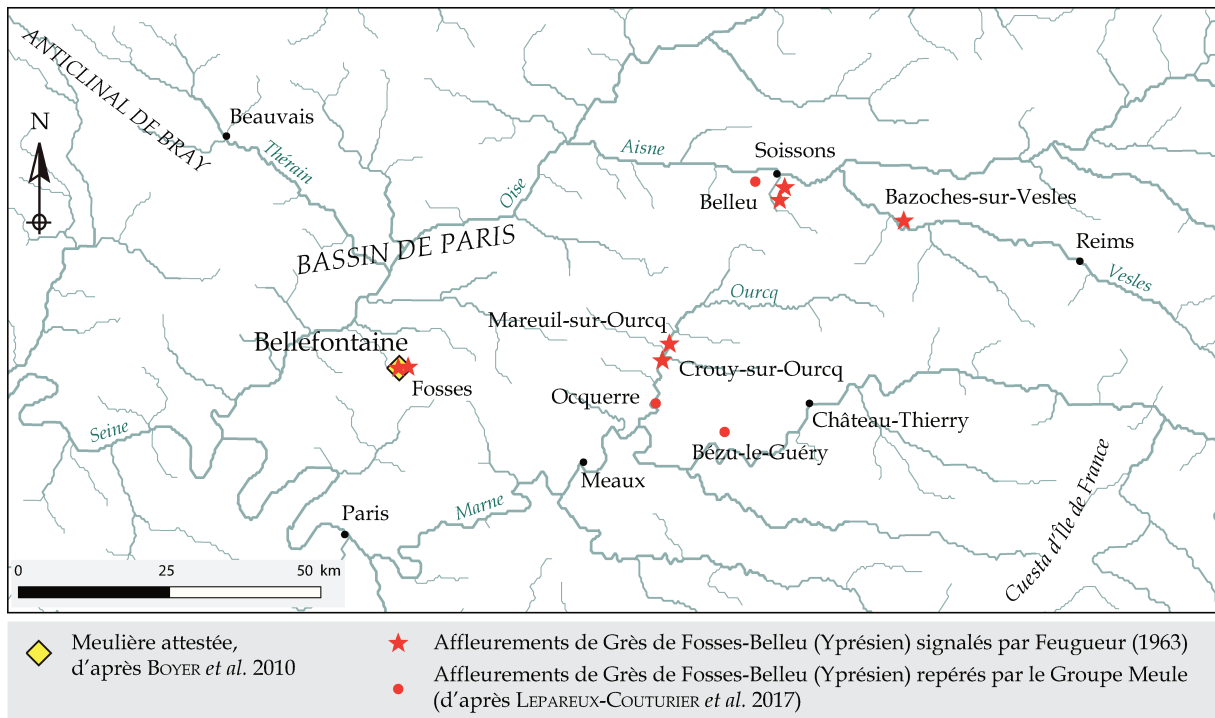 ANTICLINAL DE BRAY
N
Beauvais
Thérain
Oise
Aisne
Soissons
Belleu
Bazoches-sur-Vesles
Reims
Vesles
BASSIN DE PARIS
Ourcq
Mareuil-sur-Ourcq
Bellefontaine
Fosses
Crouy-sur-Ourcq
Ocquerre
Château-Thierry
Seine
Bézu-le-Guéry
Meaux
Marne
Paris
Cuesta d'Île de France
0 25 50 km
Meulière attestée,
d'après BOYER et al. 2010
Affleurements de Grès de Fosses-Belleu (Yprésien) signalés par Feugueur (1963)
Affleurements de Grès de Fosses-Belleu (Yprésien) repérés par le Groupe Meule
(d'après LEPAREUX-COUTURIER et al. 2017)